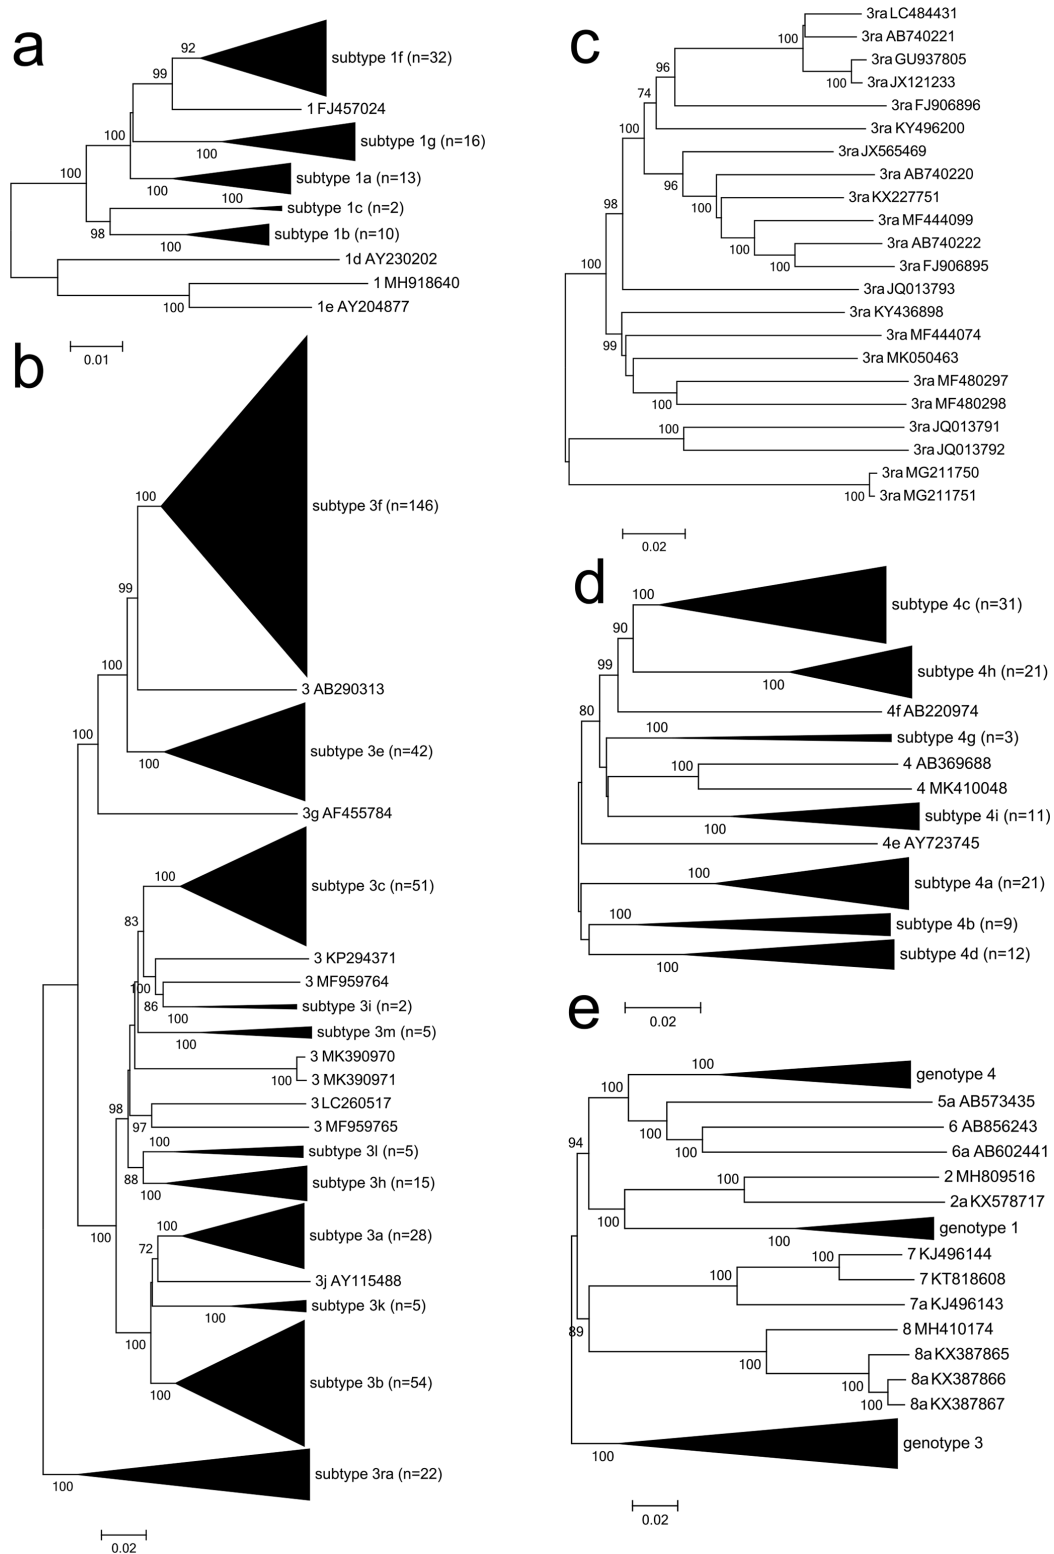 a
92
subtype 1f (n=32)
99
1 FJ457024
100
subtype 1g (n=16)
100
100
subtype 1a (n=13)
100
100
subtype 1c (n=2)
98
subtype 1b (n=10)
100
1d AY230202
1 MH918640
100
1e AY204877
0.01
b
100
subtype 3f (n=146)
99
3 AB290313
100
subtype 3e (n=42)
100
100
3g AF455784
100
subtype 3c (n=51)
83
3 KP294371
3 MF959764
100
86
subtype 3i (n=2)
100
subtype 3m (n=5)
100
3 MK390970
100
3 MK390971
98
3 LC260517
97
3 MF959765
100
subtype 3l (n=5)
88
subtype 3h (n=15)
100
100
100
subtype 3a (n=28)
72
3j AY115488
subtype 3k (n=5)
100
100
subtype 3b (n=54)
100
subtype 3ra (n=22)
100
0.02
c
3ra LC484431
100
3ra AB740221
3ra GU937805
100
3ra JX121233
96
74
3ra FJ906896
100
3ra KY496200
3ra JX565469
96
3ra AB740220
3ra KX227751
100
3ra MF444099
100
3ra AB740222
100
3ra FJ906895
98
100
3ra JQ013793
3ra KY436898
99
3ra MF444074
3ra MK050463
3ra MF480297
100
3ra MF480298
100
3ra JQ013791
3ra JQ013792
3ra MG211750
100
3ra MG211751
0.02
d
100
subtype 4c (n=31)
90
subtype 4h (n=21)
100
99
4f AB220974
80
100
subtype 4g (n=3)
100
4 AB369688
4 MK410048
subtype 4i (n=11)
100
4e AY723745
100
subtype 4a (n=21)
100
subtype 4b (n=9)
subtype 4d (n=12)
100
0.02
e
100
genotype 4
100
5a AB573435
100
6 AB856243
100
6a AB602441
94
100
2 MH809516
2a KX578717
100
genotype 1
100
100
7 KJ496144
100
7 KT818608
7a KJ496143
89
8 MH410174
100
8a KX387865
100
8a KX387866
100
8a KX387867
genotype 3
100
0.02